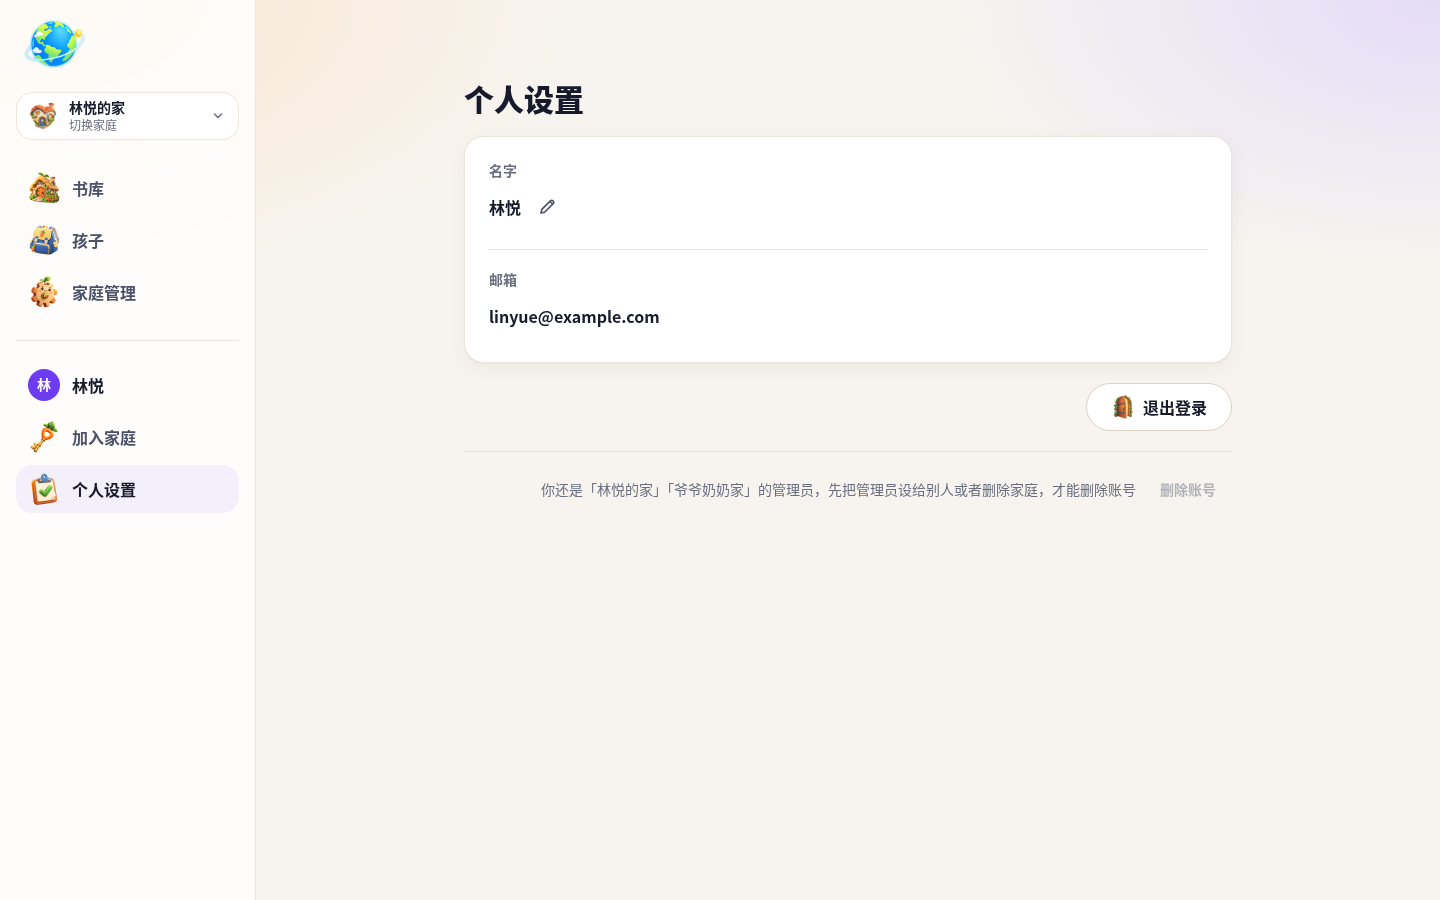 林悦的家
切换家庭
书库
孩子
家庭管理
林
林悦
加入家庭
个人设置
个人设置
名字
林悦
邮箱
linyue@example.com
退出登录
你还是「林悦的家」「爷爷奶奶家」的管理员，先把管理员设给别人或者删除家庭，才能删除账号
删除账号